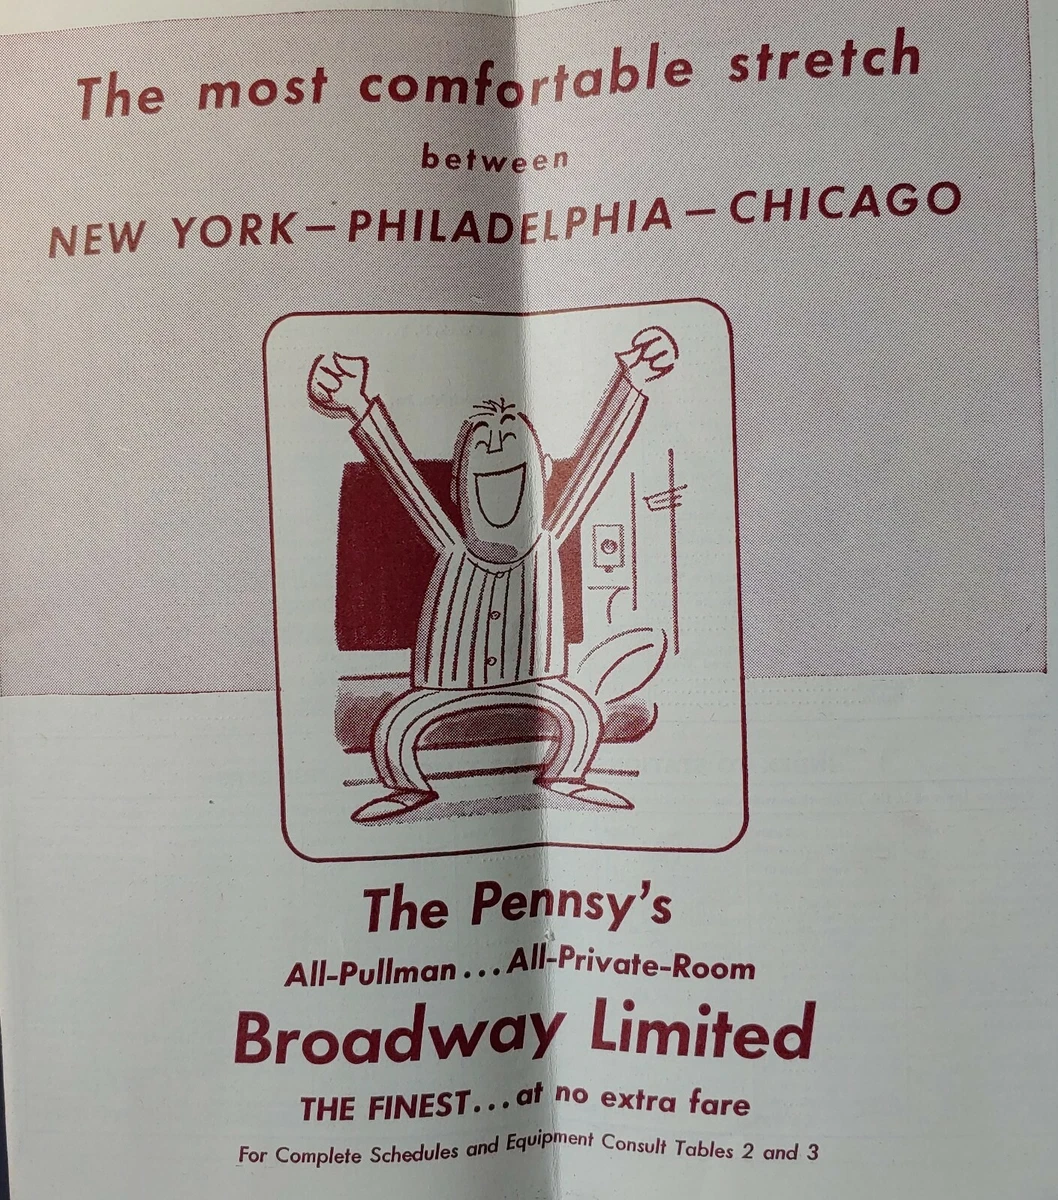 The most comfortable stretch
between
NEW YORK — PHILADELPHIA — CHICAGO
The Pennsy's
All-Pullman...All-Private-Room
Broadway Limited
THE FINEST...at no extra fare
For Complete Schedules and Equipment Consult Tables 2 and 3